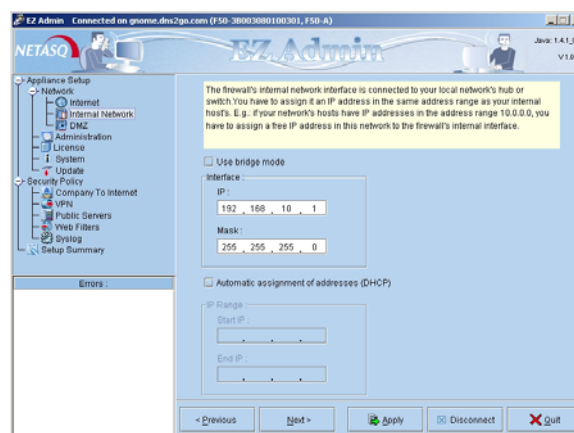 EZ Admin Connected on gnome.dns2go.com (F50-3B003080100301, F50-A)
NETASQ
EZ Admin
Java: 1.4.1_0
V1.0
Appliance Setup
Network
Internet
Internal Network
DMZ
Administration
License
System
Update
Security Policy
Company To Internet
VPN
Public Servers
Web Filters
Syslog
Setup Summary
Errors :
The firewall's internal network interface is connected to your local network's hub or
switch.You have to assign it an IP address in the same address range as your internal
hosts. E.g.: if your network's hosts have IP addresses in the address range 10.0.0.0, you
have to assign a free IP address in this network to the firewall's internal interface.
Use bridge mode
Interface :
IP :
192 . 168 . 10 . 1
Mask :
255 . 255 . 255 . 0
Automatic assignment of addresses (DHCP)
IP Range :
Start IP :
. . .
End IP :
. . .
< Previous
Next >
Apply
Disconnect
Quit